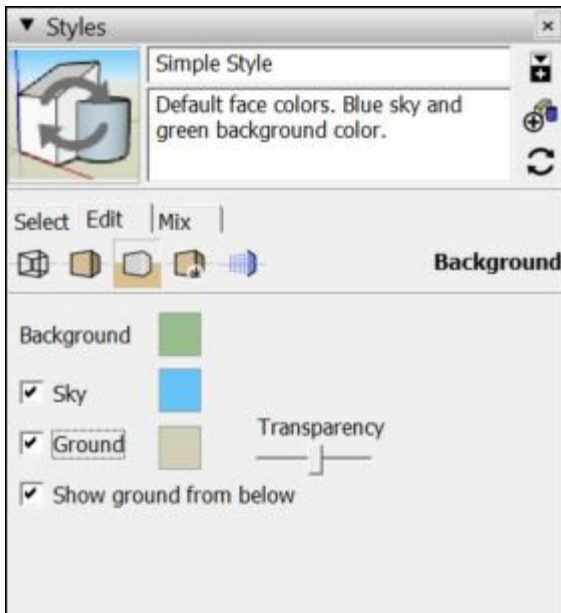 Styles
Simple Style
Default face colors. Blue sky and
green background color.
Select Edit Mix
Background
Background
Sky
Ground
Transparency
Show ground from below